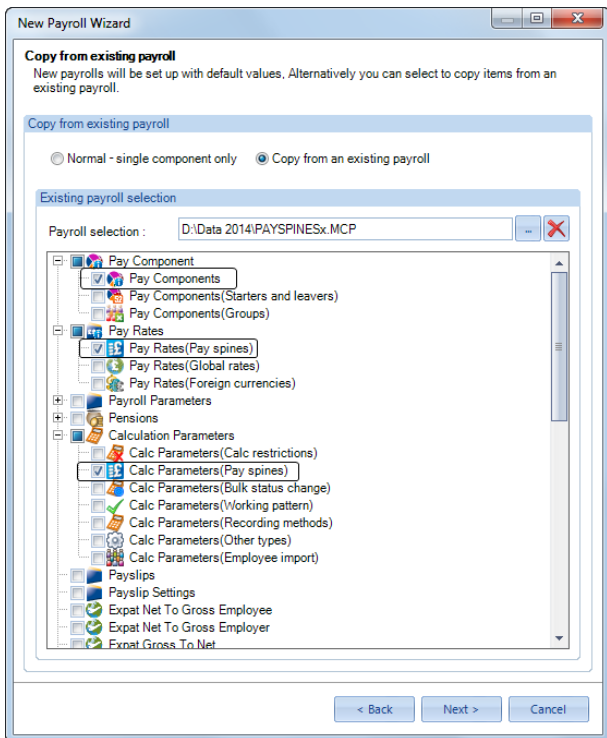 New Payroll Wizard
Copy from existing payroll
New payrolls will be set up with default values, Alternatively you can select to copy items from an
existing payroll.
Copy from existing payroll
Normal - single component only Copy from an existing payroll
Existing payroll selection
Payroll selection : D:\Data 2014\PAYSPINESx.MCP ...
Pay Component
Pay Components
Pay Components(Starters and leavers)
Pay Components(Groups)
Pay Rates
Pay Rates(Pay spines)
Pay Rates(Global rates)
Pay Rates(Foreign currencies)
Payroll Parameters
Pensions
Calculation Parameters
Calc Parameters(Calc restrictions)
Calc Parameters(Pay spines)
Calc Parameters(Bulk status change)
Calc Parameters(Working pattern)
Calc Parameters(Recording methods)
Calc Parameters(Other types)
Calc Parameters(Employee import)
Payslips
Payslip Settings
Expat Net To Gross Employee
Expat Net To Gross Employer
Expat Gross To Net
< Back Next > Cancel